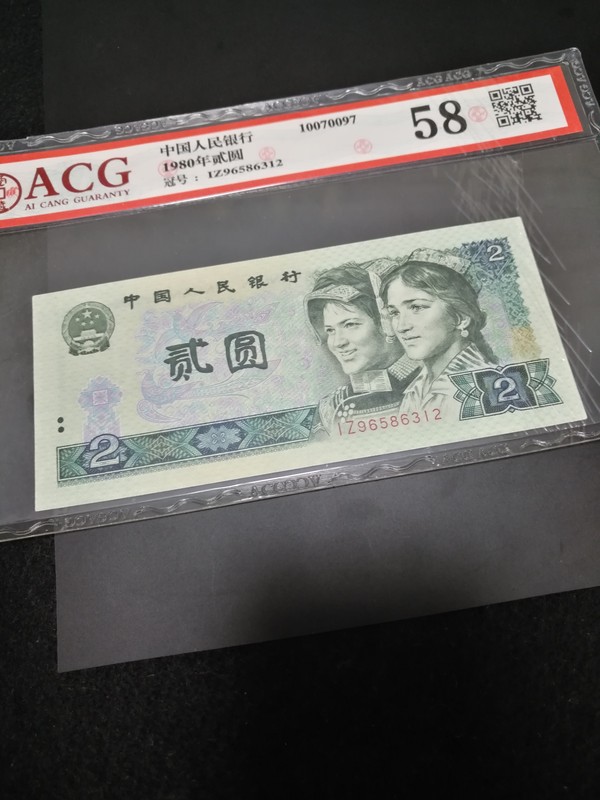 ACG
AI CANG GUARANTY
中国人民银行
1980年贰圆
冠号：IZ96586312
10070097
58
中国人民银行
2
贰圆
IZ96586312
2
2